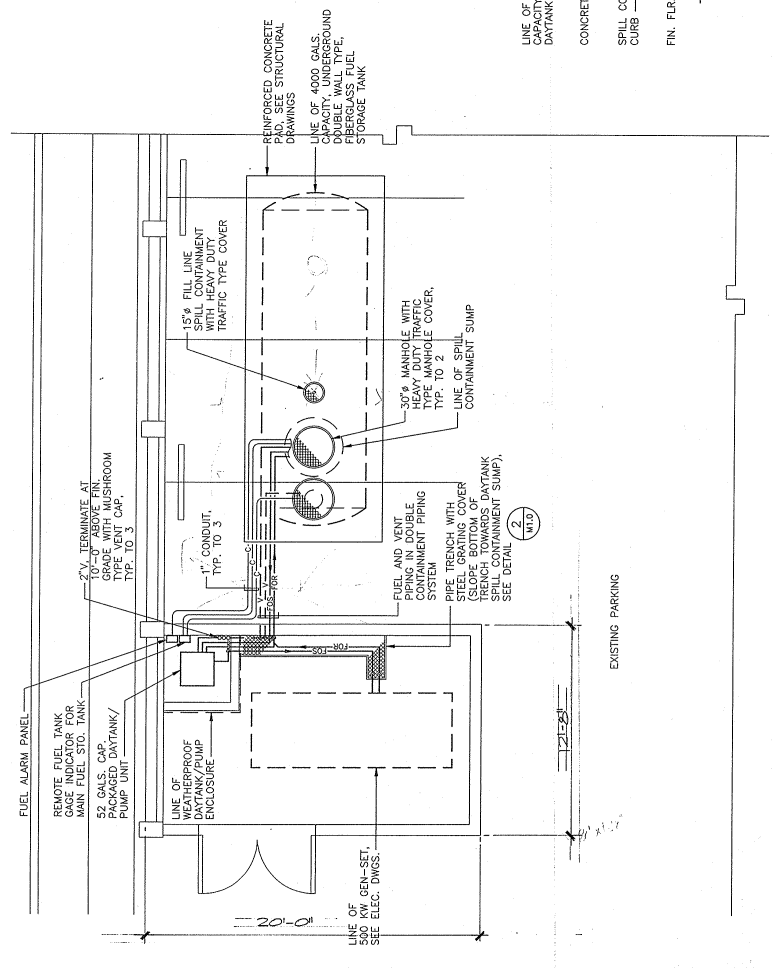 FUEL ALARM PANEL
REMOTE FUEL TANK
GAGE INDICATOR FOR
MAIN FUEL STO. TANK
52 GALS. CAP.
PACKAGED DAYTANK/
PUMP UNIT
LINE OF
WEATHERPROOF
DAYTANK/PUMP
ENCLOSURE
LINE OF
500 KW GEN-SET,
SEE ELEC. DWGS.
20'-0"
2"V, TERMINATE AT
10'-0" ABOVE FIN.
GRADE WITH MUSHROOM
TYPE VENT CAP,
TYP. TO 3
1" CONDUIT,
TYP. TO 3
15"ø FILL LINE
SPILL CONTAINMENT
WITH HEAVY DUTY
TRAFFIC TYPE COVER
REINFORCED CONCRETE
PAD, SEE STRUCTURAL
DRAWINGS
LINE OF 4000 GALS.
CAPACITY, UNDERGROUND
DOUBLE WALL TYPE,
FIBERGLASS FUEL
STORAGE TANK
C
C
C
V
V
FOS
FOR
FOS
FOR
30"ø MANHOLE WITH
HEAVY DUTY TRAFFIC
TYPE MANHOLE COVER,
TYP. TO 2
LINE OF SPILL
CONTAINMENT SUMP
FUEL AND VENT
PIPING IN DOUBLE
CONTAINMENT PIPING
SYSTEM
PIPE TRENCH WITH
STEEL GRATING COVER
(SLOPE BOTTOM OF
TRENCH TOWARDS DAYTANK
SPILL CONTAINMENT SUMP),
SEE DETAIL
2
M1.0
12'-8"
EXISTING PARKING
LINE OF
CAPACITY
DAYTANK
CONCRET
SPILL CO
CURB
FIN. FLR.